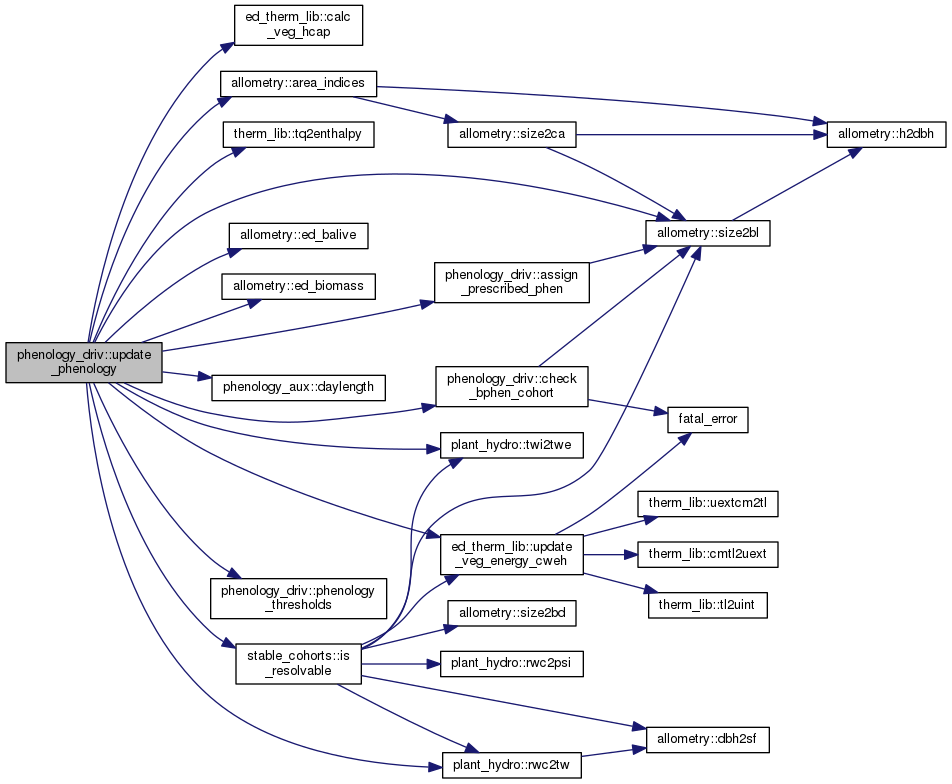 ed_therm_lib::calc
_veg_hcap
allometry::area_indices
therm_lib::tq2enthalpy
allometry::size2ca
allometry::h2dbh
allometry::size2bl
allometry::ed_balive
phenology_driv::assign
_prescribed_phen
allometry::ed_biomass
phenology_driv::update
_phenology
phenology_aux::daylength
phenology_driv::check
_bphen_cohort
fatal_error
plant_hydro::twi2twe
therm_lib::uextcm2tl
ed_therm_lib::update
_veg_energy_cweh
therm_lib::cmtl2uext
phenology_driv::phenology
_thresholds
therm_lib::tl2uint
allometry::size2bd
stable_cohorts::is
_resolvable
plant_hydro::rwc2psi
allometry::dbh2sf
plant_hydro::rwc2tw